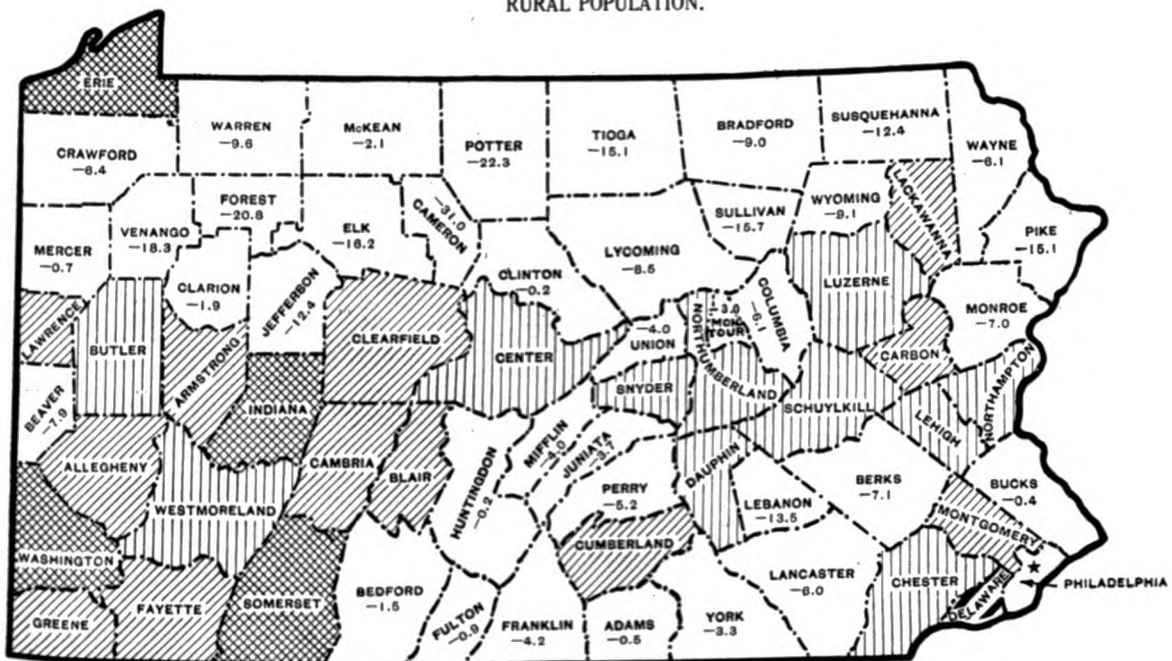 RURAL POPULATION.
ERIE
CRAWFORD
−6.4
WARREN
−9.6
McKEAN
−2.1
POTTER
−22.3
TIOGA
−15.1
BRADFORD
−9.0
SUSQUEHANNA
−12.4
WAYNE
−6.1
MERCER
−0.7
VENANGO
−18.3
FOREST
−20.8
ELK
−16.2
−31.0
CAMERON
CLINTON
−0.2
LYCOMING
−8.5
SULLIVAN
−15.7
WYOMING
−9.1
LACKAWANNA
PIKE
−15.1
CLARION
−1.9
JEFFERSON
−12.4
LUZERNE
MONROE
−7.0
LAWRENCE
BUTLER
ARMSTRONG
CLEARFIELD
CENTER
−4.0
UNION
NORTHUMBERLAND
−3.0
MONTOUR
COLUMBIA
−6.1
CARBON
BEAVER
−7.9
INDIANA
SNYDER
SCHUYLKILL
LEHIGH
NORTHAMPTON
ALLEGHENY
CAMBRIA
BLAIR
HUNTINGDON
−0.2
MIFFLIN
−4.0
JUNIATA
−3.7
PERRY
−5.2
DAUPHIN
LEBANON
−13.5
BERKS
−7.1
BUCKS
−0.4
WESTMORELAND
CUMBERLAND
MONTGOMERY
WASHINGTON
LANCASTER
−6.0
CHESTER
DELAWARE
PHILADELPHIA
GREENE
FAYETTE
SOMERSET
BEDFORD
−1.5
FULTON
−0.9
FRANKLIN
−4.2
ADAMS
−0.5
YORK
−3.3